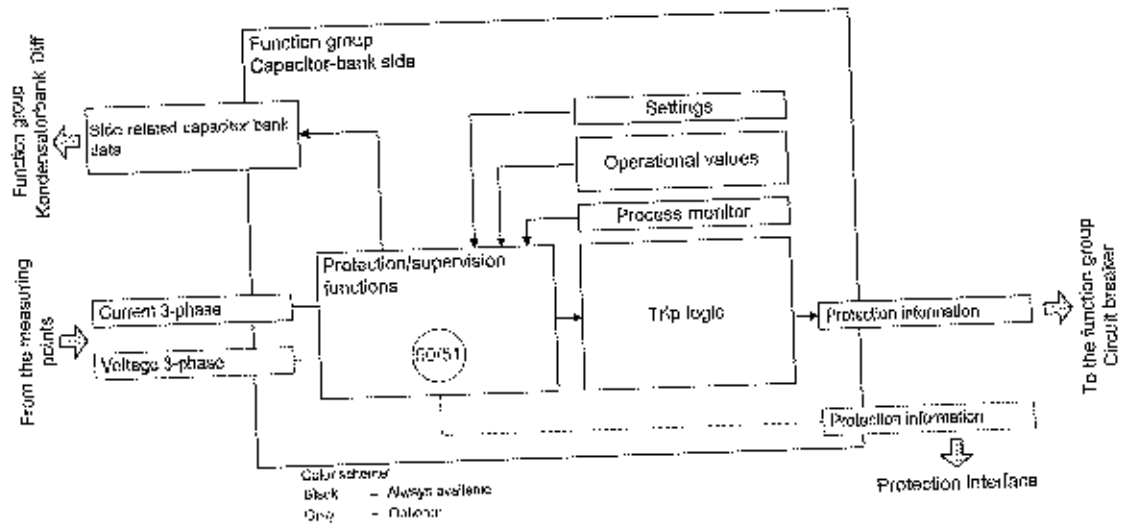 Function group
Capacitor-bank side
Function group
Kondensatorbank Diff
Side related capacitor bank
data
Settings
Operational values
Process monitor
Protection/supervision
functions
50/51
Trip logic
From the measuring
points
Current 3-phase
Voltage 3-phase
Protection information
To the function group
Circuit breaker
Protection information
Protection Interface
Color scheme
Black – Always available
Grey – Optional